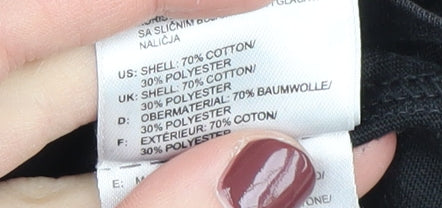 SA SLIČNIM
NALIČJA
US: SHELL: 70% COTTON/
30% POLYESTER
UK: SHELL: 70% COTTON/
30% POLYESTER
D: OBERMATERIAL: 70% BAUMWOLLE/
30% POLYESTER
F: EXTÉRIEUR: 70% COTON/
30% POLYESTER
E: